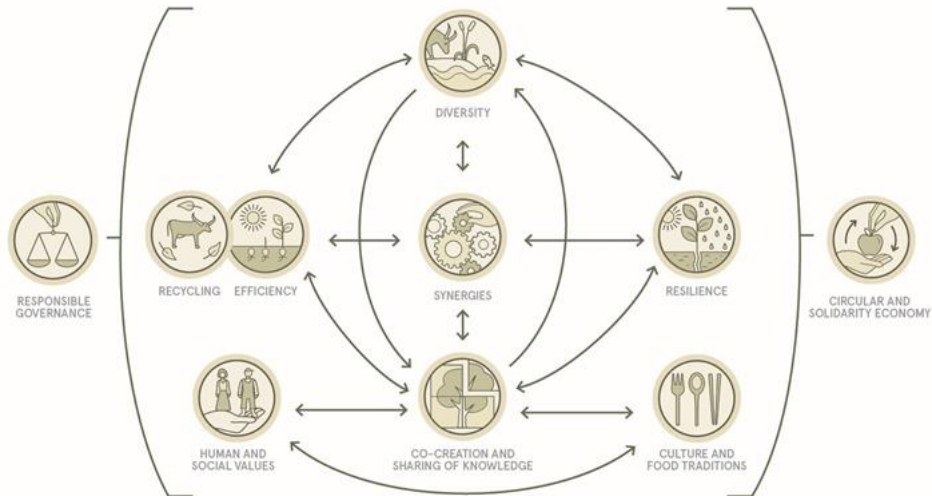 DIVERSITY
RECYCLING
EFFICIENCY
SYNERGIES
RESILIENCE
RESPONSIBLE
GOVERNANCE
CIRCULAR AND
SOLIDARITY ECONOMY
HUMAN AND
SOCIAL VALUES
CO-CREATION AND
SHARING OF KNOWLEDGE
CULTURE AND
FOOD TRADITIONS